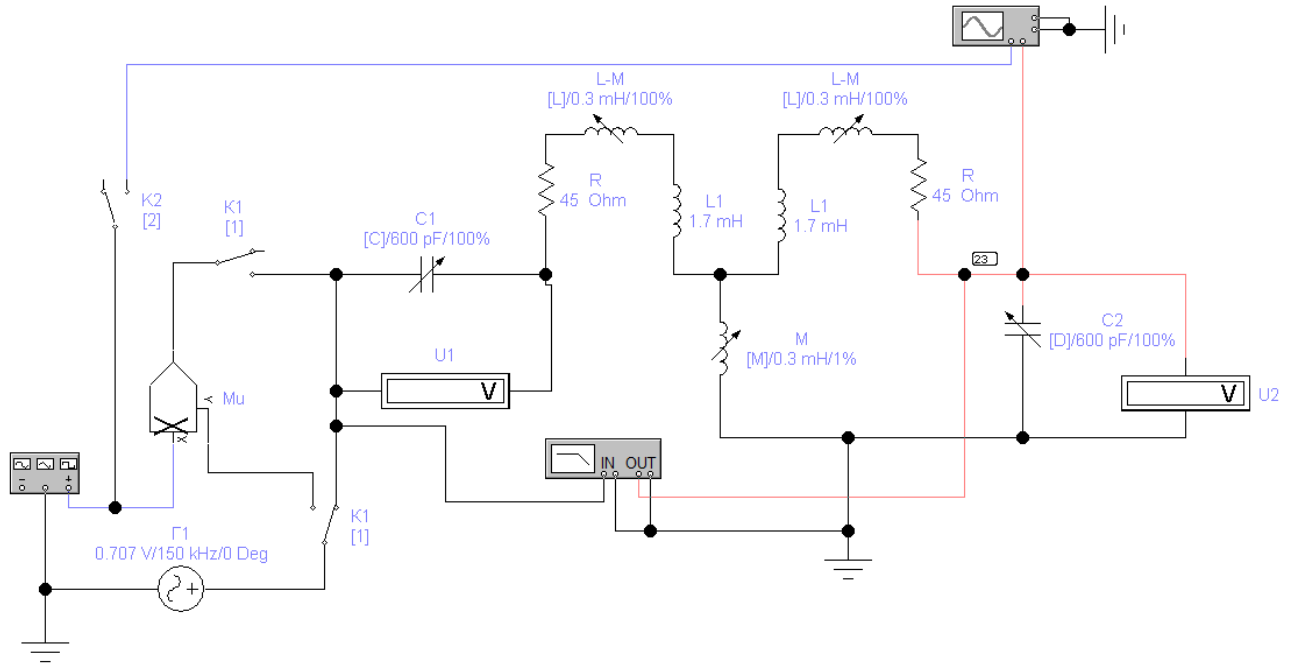 L-M
[L]/0.3 mH/100%
L-M
[L]/0.3 mH/100%
K2
[2]
K1
[1]
R
45 Ohm
L1
1.7 mH
L1
1.7 mH
R
45 Ohm
C1
[C]/600 pF/100%
23
M
[M]/0.3 mH/1%
C2
[D]/600 pF/100%
U1
V
V
U2
Mu
Y
X
IN OUT
− +
K1
[1]
Г1
0.707 V/150 kHz/0 Deg
+